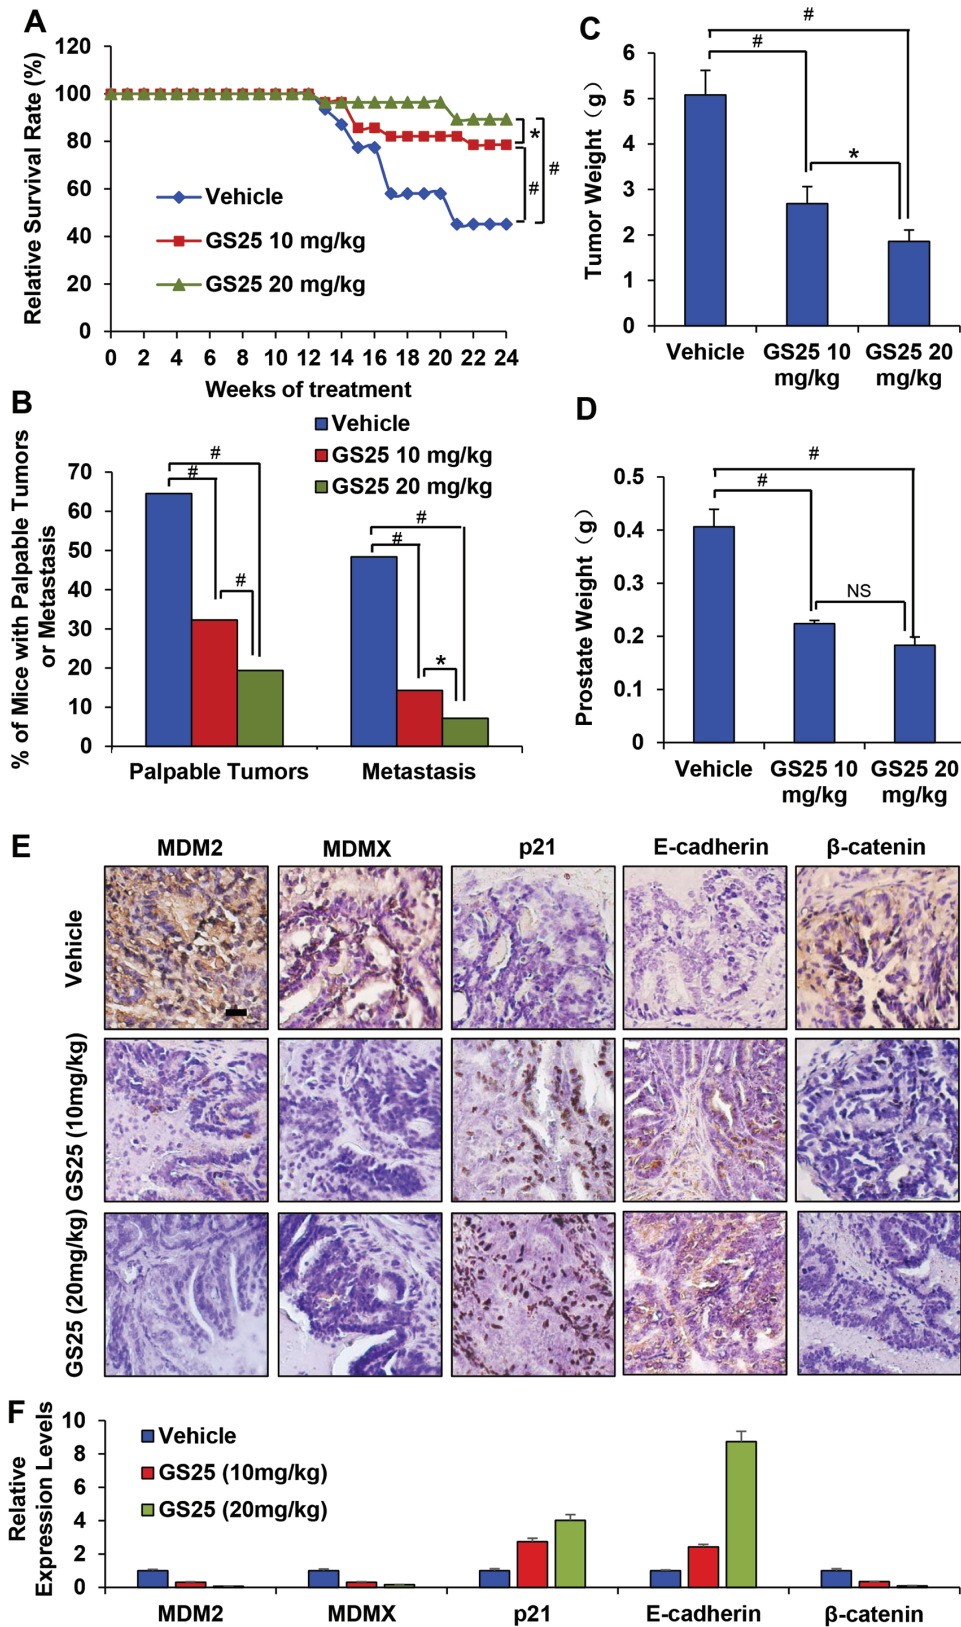 A
Relative Survival Rate (%)
120
100
80
60
40
20
0
Vehicle
GS25 10 mg/kg
GS25 20 mg/kg
*
#
#
0 2 4 6 8 10 12 14 16 18 20 22 24
Weeks of treatment
C
Tumor Weight（g）
6
5
4
3
2
1
0
#
#
*
Vehicle
GS25 10
mg/kg
GS25 20
mg/kg
B
% of Mice with Palpable Tumors
or Metastasis
Vehicle
GS25 10 mg/kg
GS25 20 mg/kg
70
60
50
40
30
20
10
0
#
#
#
#
#
*
Palpable Tumors
Metastasis
D
Prostate Weight（g）
0.5
0.4
0.3
0.2
0.1
0
#
#
NS
Vehicle
GS25 10
mg/kg
GS25 20
mg/kg
E
MDM2 MDMX p21 E-cadherin β-catenin
Vehicle
GS25 (10mg/kg)
GS25 (20mg/kg)
F
Relative
Expression Levels
10
8
6
4
2
0
Vehicle
GS25 (10mg/kg)
GS25 (20mg/kg)
MDM2 MDMX p21 E-cadherin β-catenin